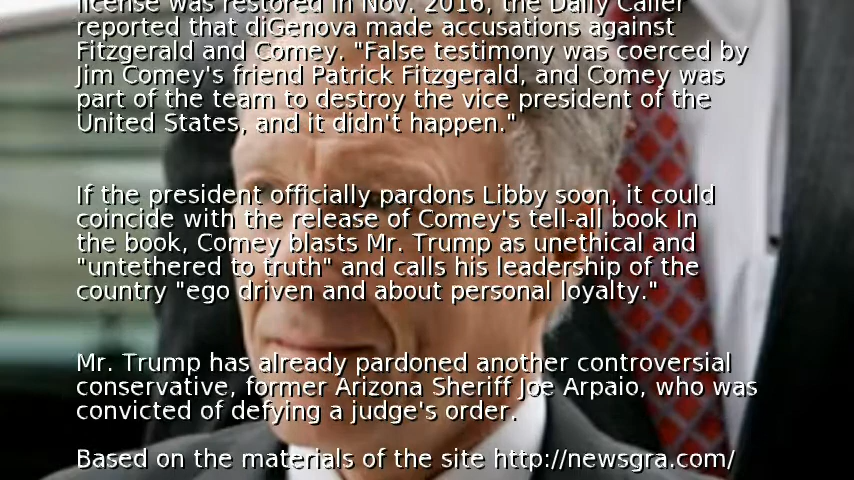 license was restored in Nov. 2016, the Daily Caller
reported that diGenova made accusations against
Fitzgerald and Comey. "False testimony was coerced by
Jim Comey's friend Patrick Fitzgerald, and Comey was
part of the team to destroy the vice president of the
United States, and it didn't happen."
If the president officially pardons Libby soon, it could
coincide with the release of Comey's tell-all book In
the book, Comey blasts Mr. Trump as unethical and
"untethered to truth" and calls his leadership of the
country "ego driven and about personal loyalty."
Mr. Trump has already pardoned another controversial
conservative, former Arizona Sheriff Joe Arpaio, who was
convicted of defying a judge's order.
Based on the materials of the site http://newsgra.com/